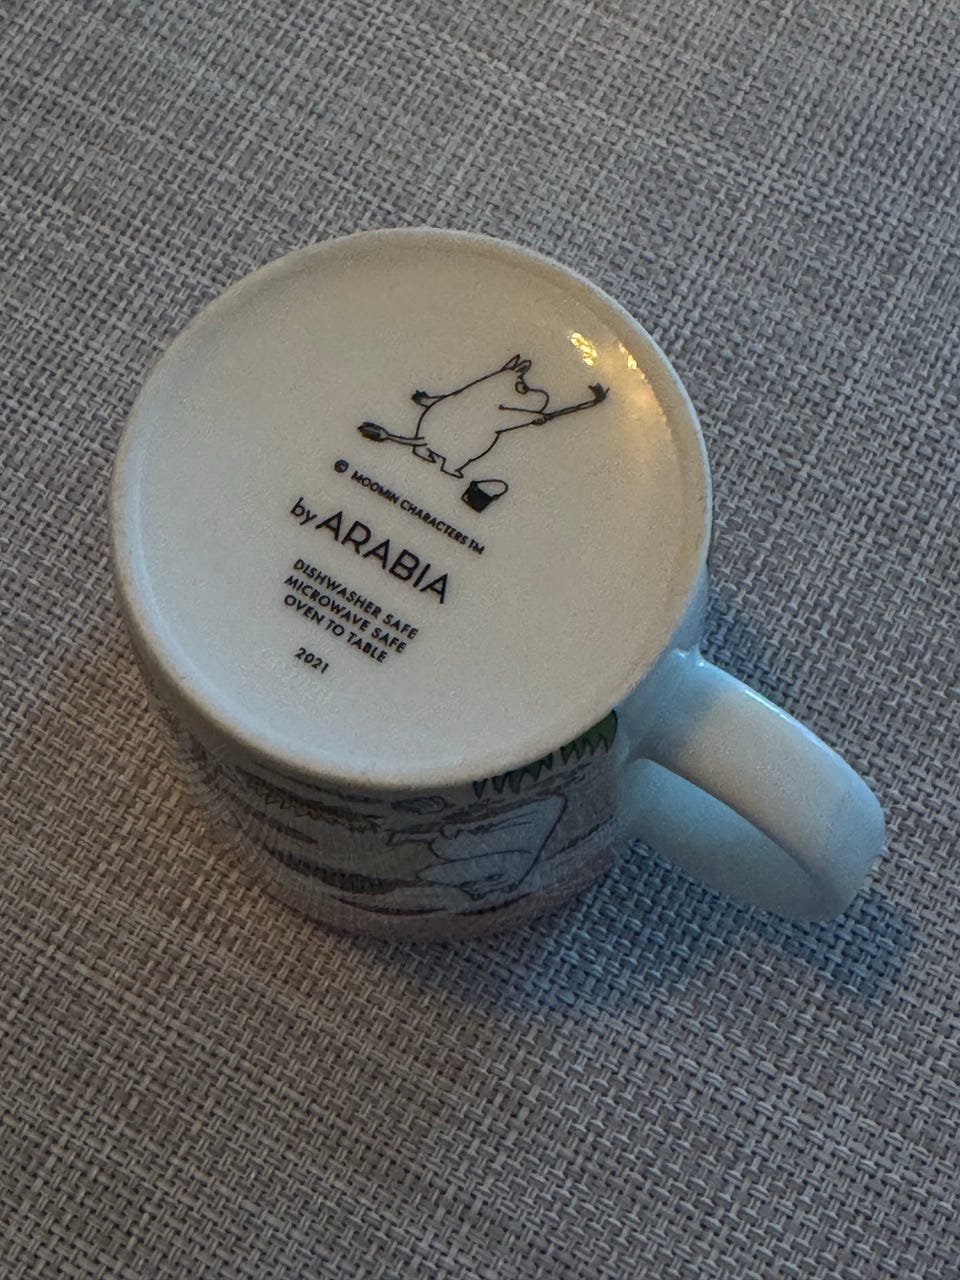 © MOOMIN CHARACTERS™
by ARABIA
DISHWASHER SAFE
MICROWAVE SAFE
OVEN TO TABLE
2021